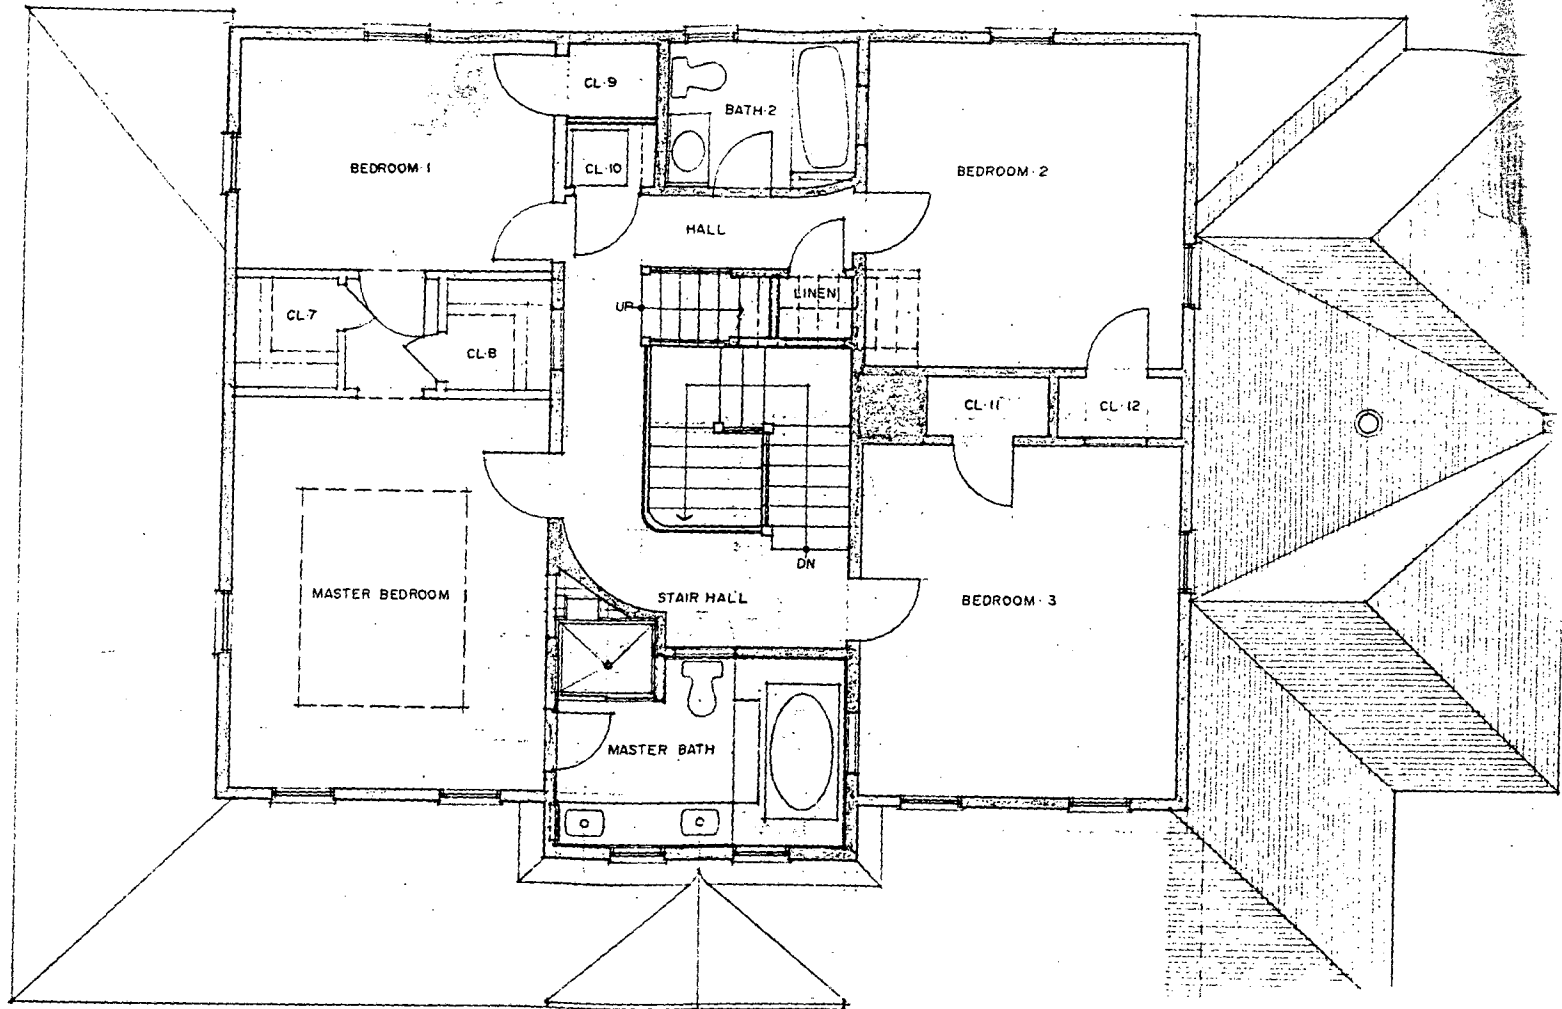 CL·9
BATH·2
BEDROOM·1
CL·10
BEDROOM·2
HALL
LINEN
UP
CL·7
CL·8
CL·11
CL·12
DN
MASTER BEDROOM
STAIR HALL
BEDROOM·3
MASTER BATH